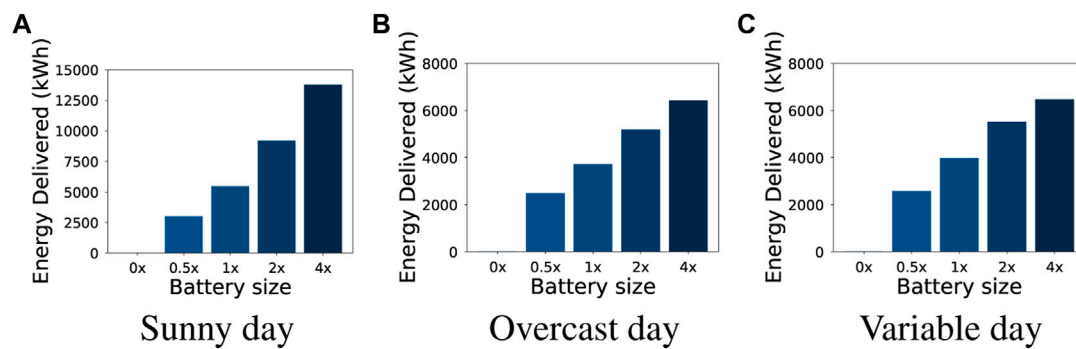 A
Energy Delivered (kWh)
15000
12500
10000
7500
5000
2500
0
0x 0.5x 1x 2x 4x
Battery size
Sunny day
B
Energy Delivered (kWh)
8000
6000
4000
2000
0
0x 0.5x 1x 2x 4x
Battery size
Overcast day
C
Energy Delivered (kWh)
8000
6000
4000
2000
0
0x 0.5x 1x 2x 4x
Battery size
Variable day